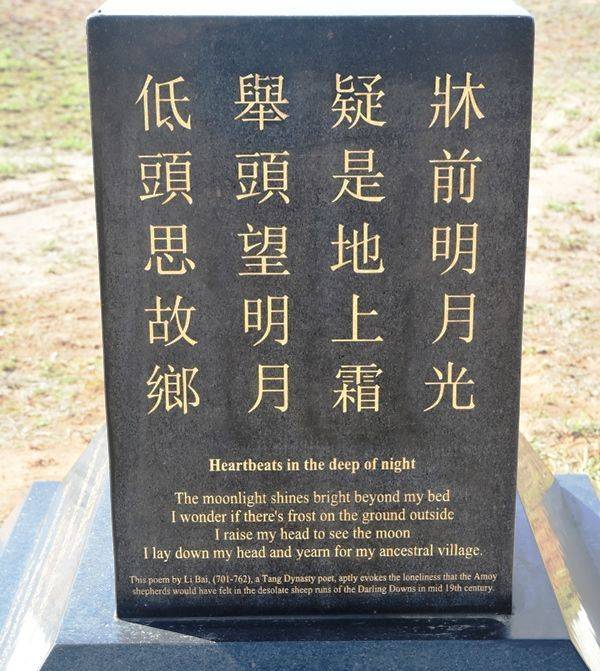 牀前明月光
疑是地上霜
舉頭望明月
低頭思故鄉
Heartbeats in the deep of night
The moonlight shines bright beyond my bed
I wonder if there's frost on the ground outside
I raise my head to see the moon
I lay down my head and yearn for my ancestral village.
This poem by Li Bai, (701-762), a Tang Dynasty poet, aptly evokes the loneliness that the Amoy
shepherds would have felt in the desolate sheep runs of the Darling Downs in mid 19th century.